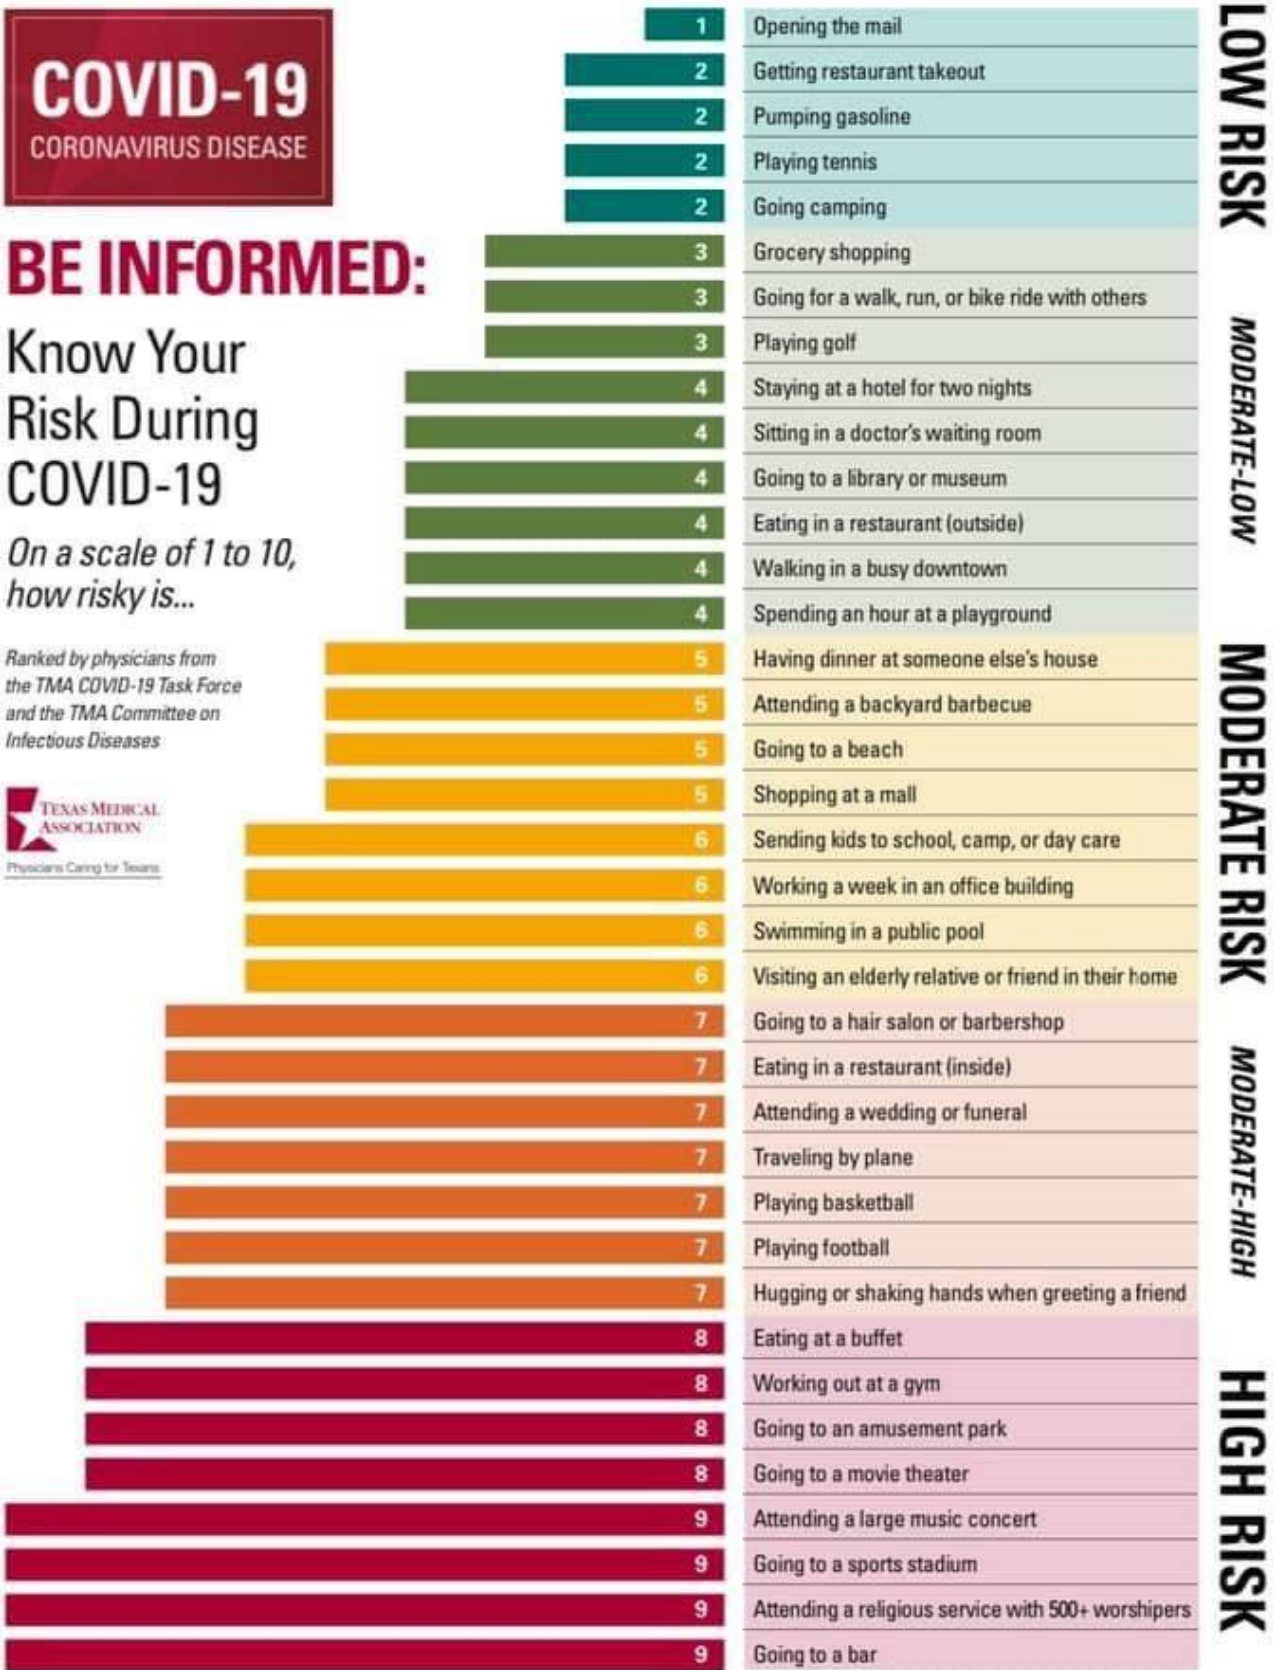 COVID-19
CORONAVIRUS DISEASE
BE INFORMED:
Know Your
Risk During
COVID-19
On a scale of 1 to 10,
how risky is...
Ranked by physicians from
the TMA COVID-19 Task Force
and the TMA Committee on
Infectious Diseases
TEXAS MEDICAL
ASSOCIATION
Physicians Caring for Texans
LOW RISK
1 Opening the mail
2 Getting restaurant takeout
2 Pumping gasoline
2 Playing tennis
2 Going camping
MODERATE-LOW
3 Grocery shopping
3 Going for a walk, run, or bike ride with others
3 Playing golf
4 Staying at a hotel for two nights
4 Sitting in a doctor's waiting room
4 Going to a library or museum
4 Eating in a restaurant (outside)
4 Walking in a busy downtown
4 Spending an hour at a playground
MODERATE RISK
5 Having dinner at someone else's house
5 Attending a backyard barbecue
5 Going to a beach
5 Shopping at a mall
6 Sending kids to school, camp, or day care
6 Working a week in an office building
6 Swimming in a public pool
6 Visiting an elderly relative or friend in their home
MODERATE-HIGH
7 Going to a hair salon or barbershop
7 Eating in a restaurant (inside)
7 Attending a wedding or funeral
7 Traveling by plane
7 Playing basketball
7 Playing football
7 Hugging or shaking hands when greeting a friend
HIGH RISK
8 Eating at a buffet
8 Working out at a gym
8 Going to an amusement park
8 Going to a movie theater
9 Attending a large music concert
9 Going to a sports stadium
9 Attending a religious service with 500+ worshipers
9 Going to a bar